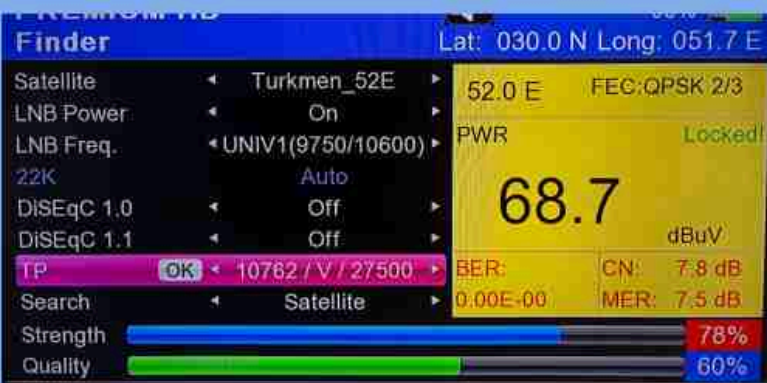 PREMIUM HD
Finder
Lat: 030.0 N Long: 051.7 E
Satellite Turkmen_52E
LNB Power On
LNB Freq. UNIV1(9750/10600)
22K Auto
DiSEqC 1.0 Off
DiSEqC 1.1 Off
TP OK 10762 / V / 27500
Search Satellite
52.0 E FEC:QPSK 2/3
PWR Locked!
68.7
dBuV
BER: CN: 7.8 dB
0.00E-00 MER: 7.5 dB
Strength 78%
Quality 60%